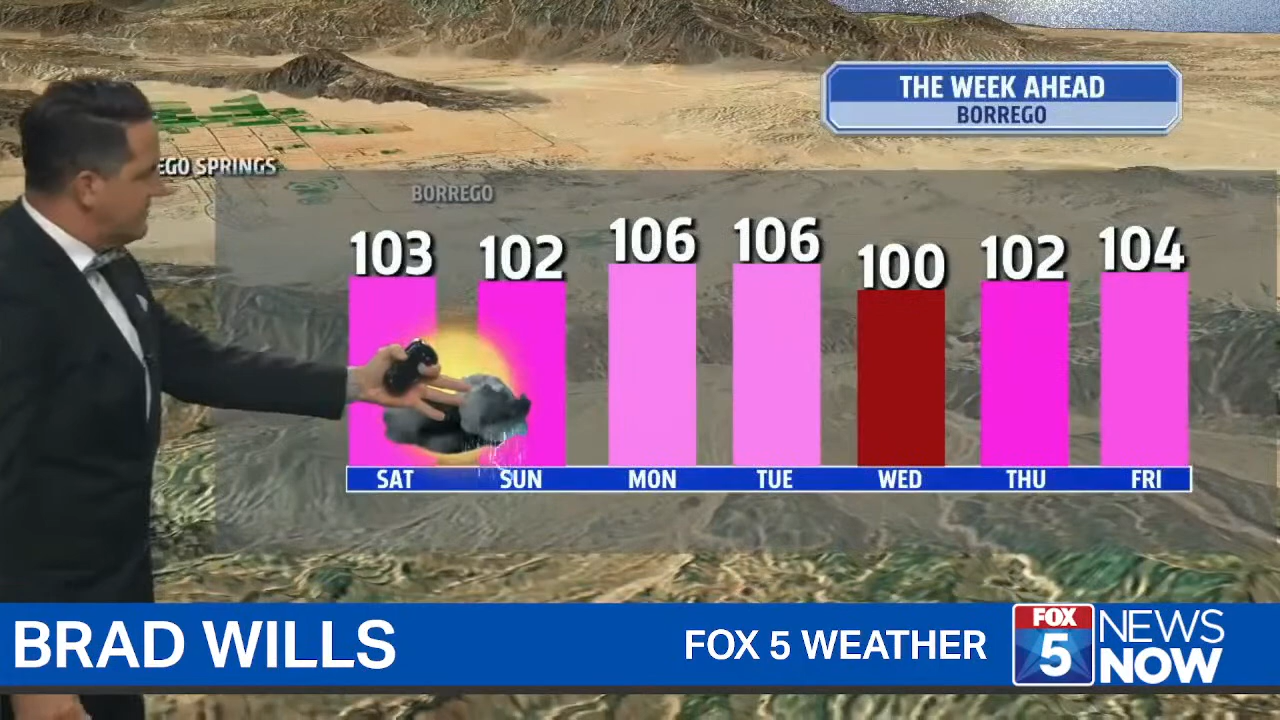 THE WEEK AHEAD
BORREGO
EGO SPRINGS
BORREGO
103 102 106 106 100 102 104
SAT SUN MON TUE WED THU FRI
BRAD WILLS
FOX 5 WEATHER
FOX 5
NEWS NOW